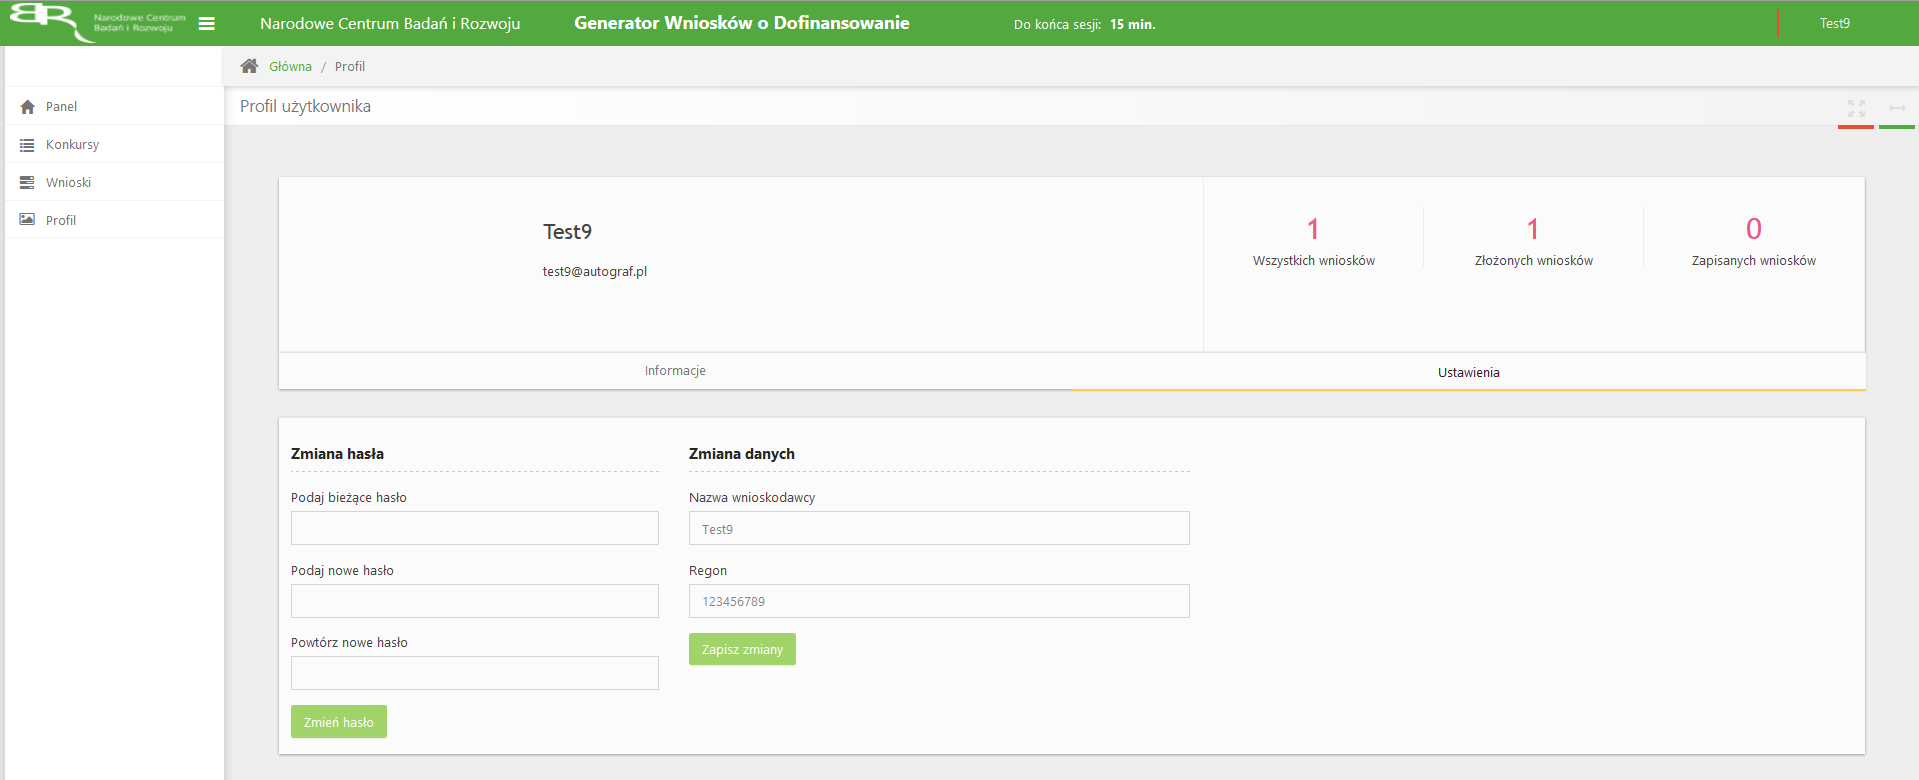 Narodowe Centrum
Badań i Rozwoju
Narodowe Centrum Badań i Rozwoju
Generator Wniosków o Dofinansowanie
Do końca sesji: 15 min.
Test9
Główna / Profil
Panel
Konkursy
Wnioski
Profil
Profil użytkownika
Test9
test9@autograf.pl
1
Wszystkich wniosków
1
Złożonych wniosków
0
Zapisanych wniosków
Informacje
Ustawienia
Zmiana hasła
Podaj bieżące hasło
Podaj nowe hasło
Powtórz nowe hasło
Zmień hasło
Zmiana danych
Nazwa wnioskodawcy
Test9
Regon
123456789
Zapisz zmiany